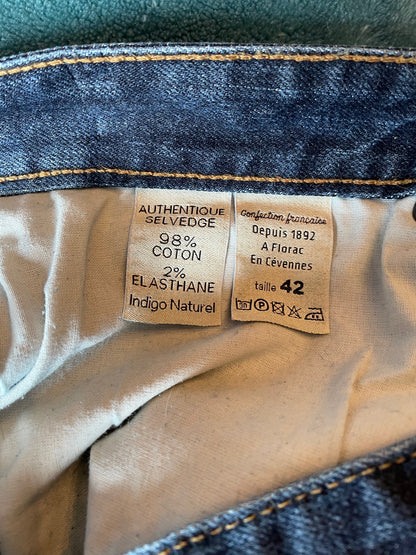 AUTHENTIQUE
SELVEDGE
98%
COTON
2%
ELASTHANE
Indigo Naturel
Confection française
Depuis 1892
A Florac
En Cévennes
taille 42